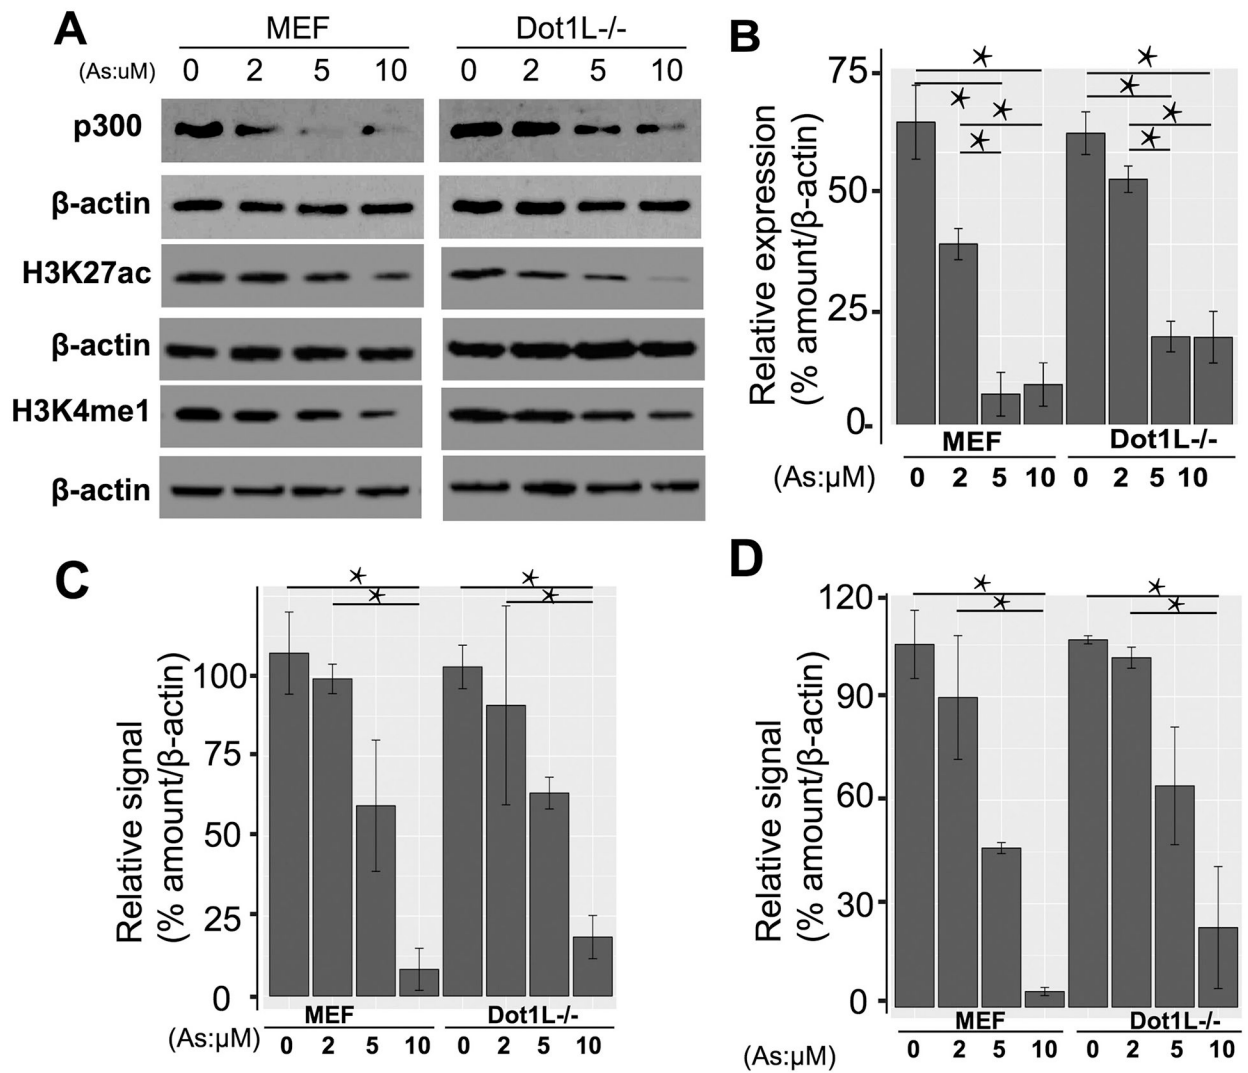 A
MEF Dot1L-/-
(As:uM) 0 2 5 10 0 2 5 10
p300
β-actin
H3K27ac
β-actin
H3K4me1
β-actin
B
Relative expression
(% amount/β-actin)
75
50
25
0
MEF Dot1L-/-
(As:µM) 0 2 5 10 0 2 5 10
C
Relative signal
(% amount/β-actin)
100
75
50
25
0
MEF Dot1L-/-
(As:µM) 0 2 5 10 0 2 5 10
D
Relative signal
(% amount/β-actin)
120
90
60
30
0
MEF Dot1L-/-
(As:µM) 0 2 5 10 0 2 5 10